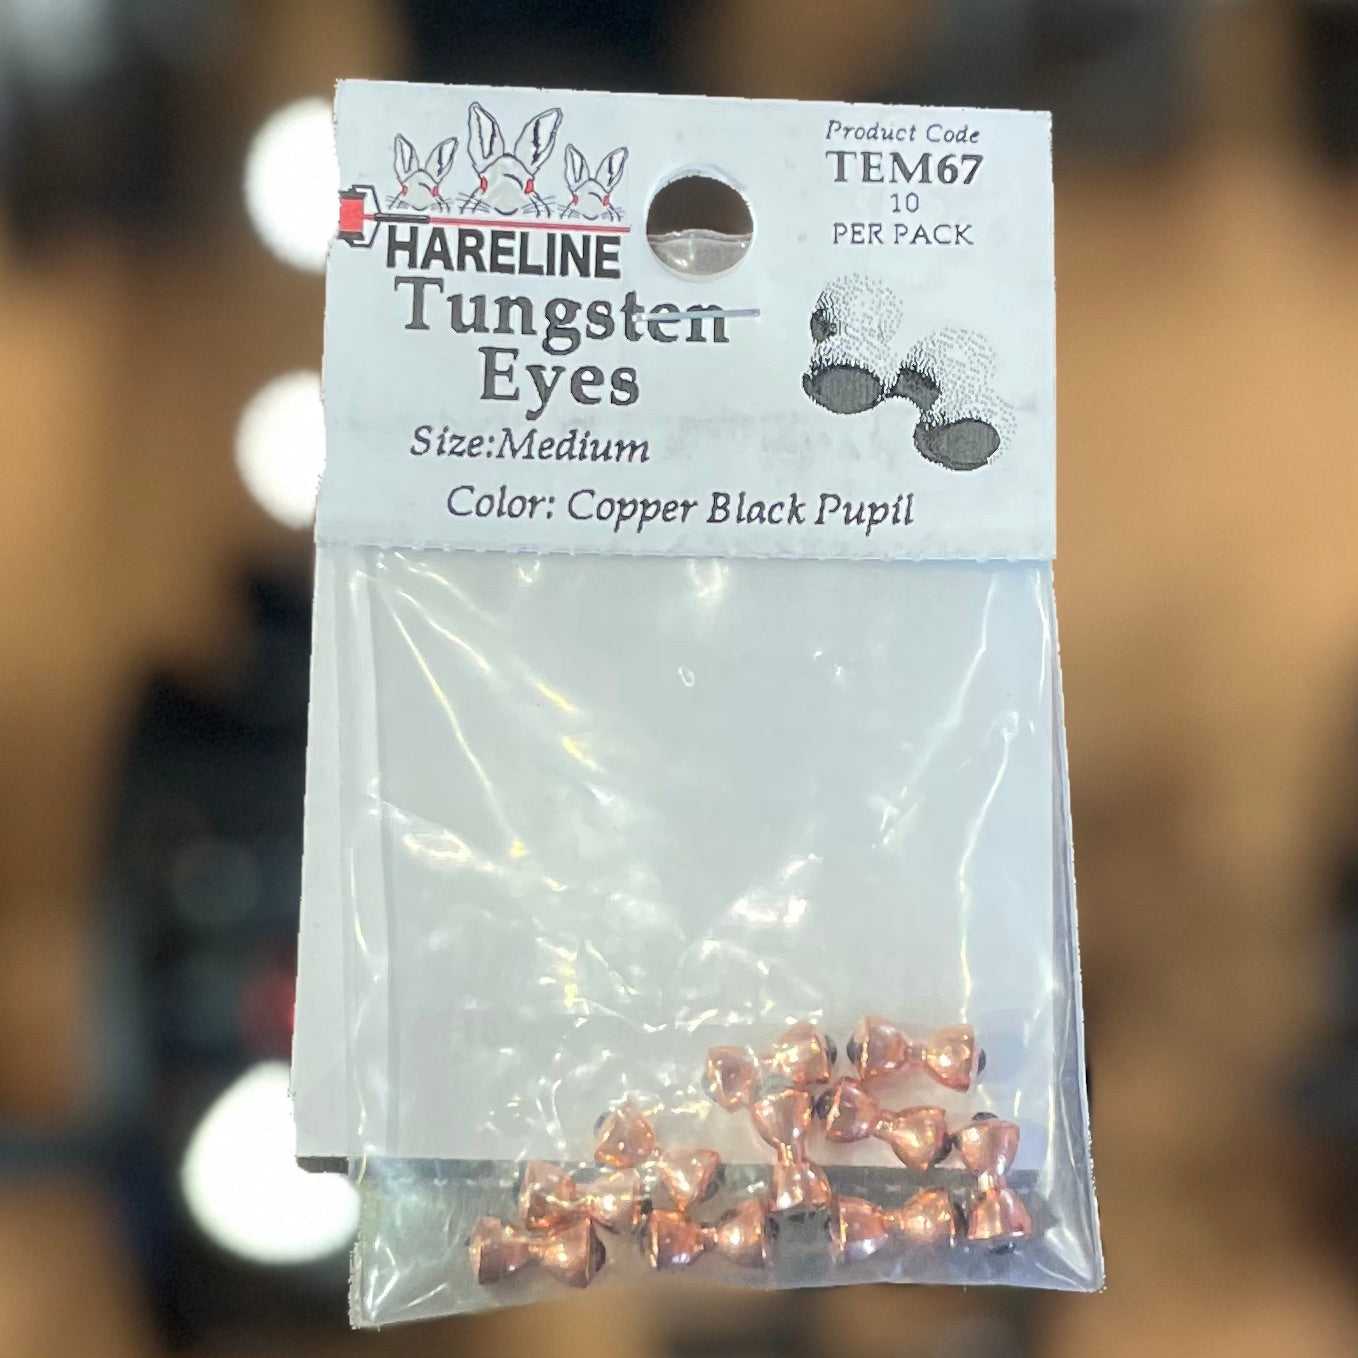 HARELINE
Tungsten
Eyes
Size:Medium
Color: Copper Black Pupil
Product Code
TEM67
10
PER PACK